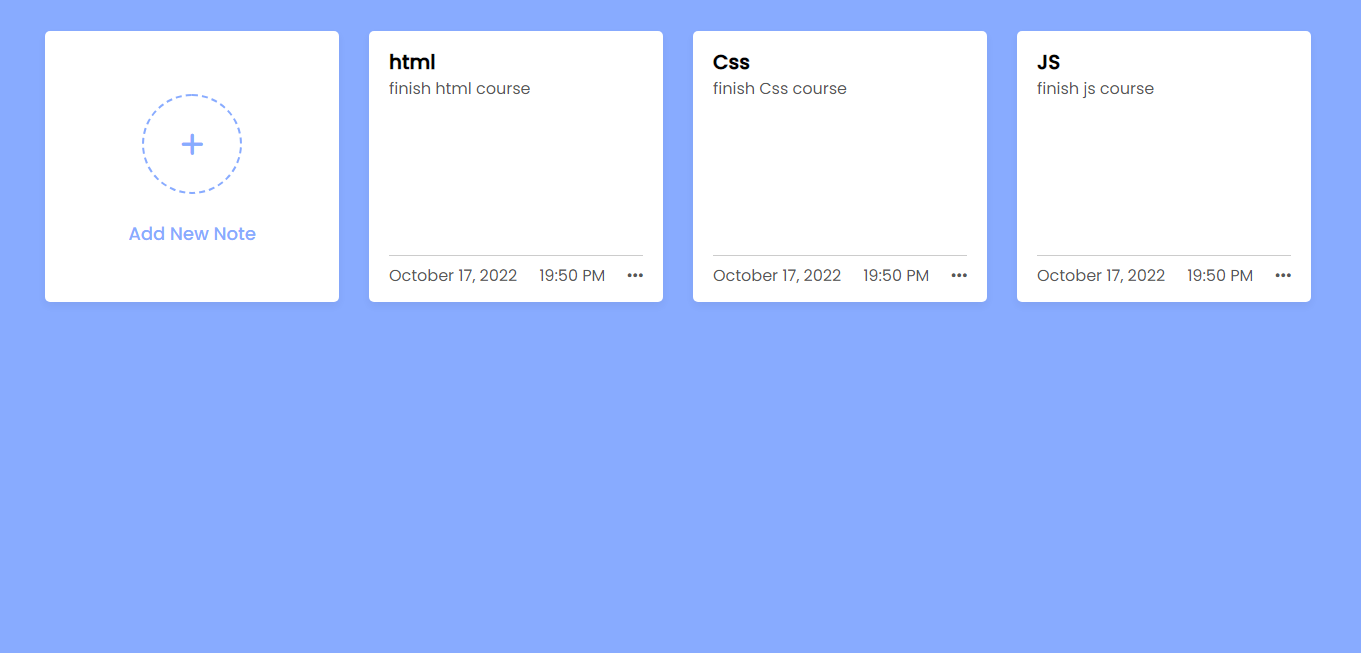 Add New Note
html
finish html course
October 17, 2022 19:50 PM
Css
finish Css course
October 17, 2022 19:50 PM
JS
finish js course
October 17, 2022 19:50 PM